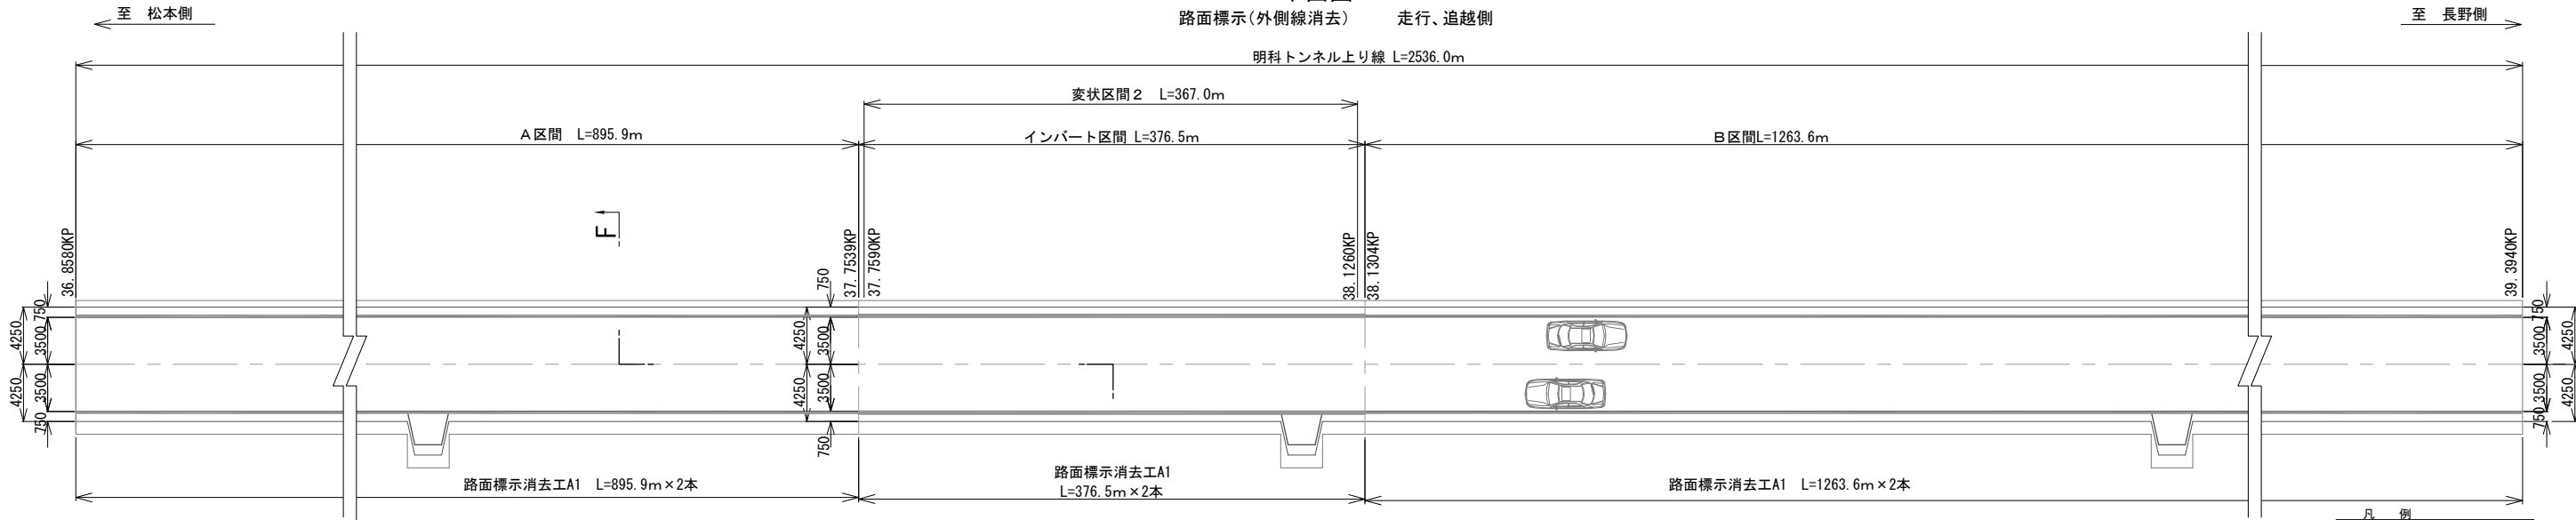 至　松本側
路面標示(外側線消去)　　走行、追越側
至　長野側
明科トンネル上り線 L=2536.0m
変状区間2　L=367.0m
A区間　L=895.9m
インバート区間 L=376.5m
B区間L=1263.6m
F
36.8580KP
37.7539KP
37.7590KP
38.1260KP
38.1304KP
39.3940KP
4250
750
3500
4250
3500
750
750
4250
3500
4250
3500
750
750
3500
4250
3500
750
4250
路面標示消去工A1　L=895.9m×2本
路面標示消去工A1
L=376.5m×2本
路面標示消去工A1　L=1263.6m×2本
凡　例